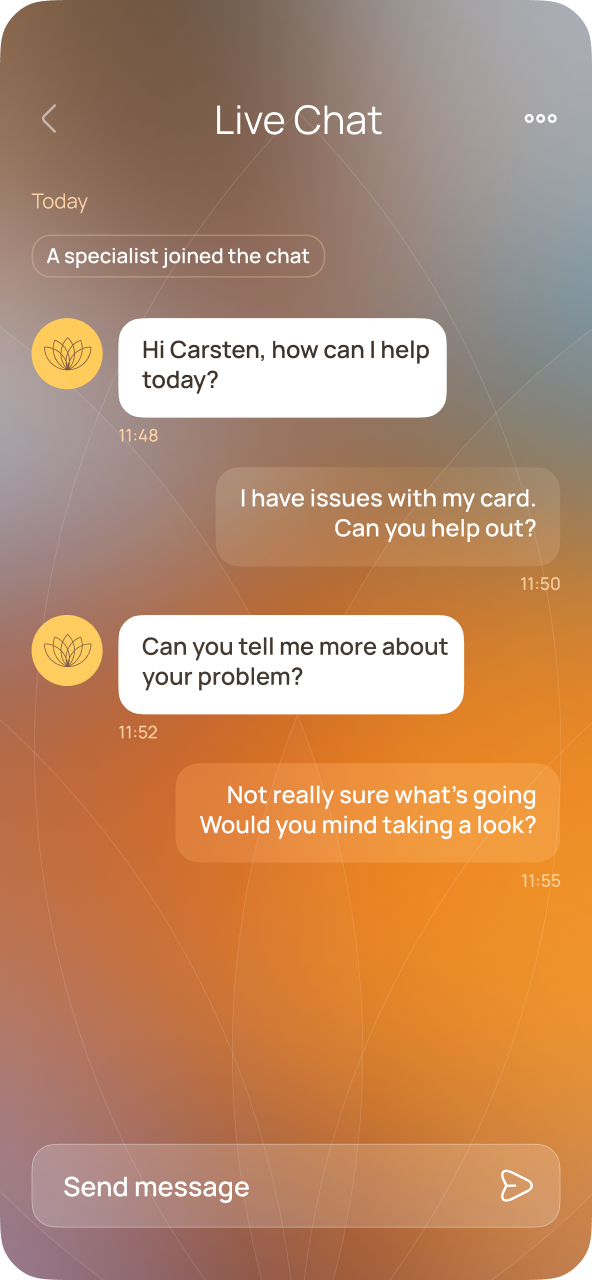 Live Chat
Today
A specialist joined the chat
Hi Carsten, how can I help
today?
11:48
I have issues with my card.
Can you help out?
11:50
Can you tell me more about
your problem?
11:52
Not really sure what's going
Would you mind taking a look?
11:55
Send message